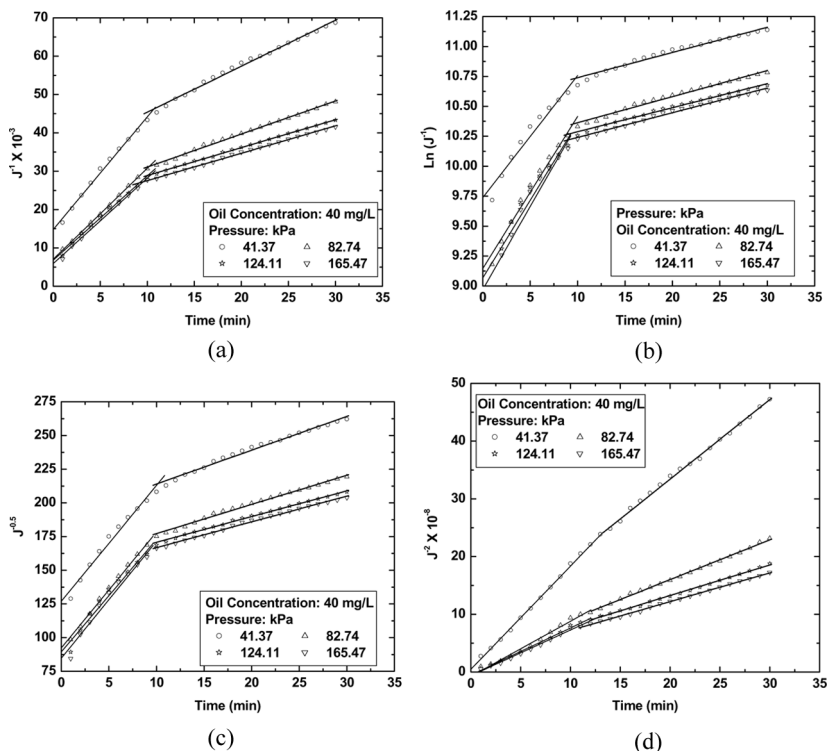 70
60
50
40
30
20
10
0
J⁻¹ X 10⁻³
0 5 10 15 20 25 30 35
Time (min)
Oil Concentration: 40 mg/L
Pressure: kPa
41.37 82.74
124.11 165.47
(a)
11.25
11.00
10.75
10.50
10.25
10.00
9.75
9.50
9.25
9.00
Ln (J⁻¹)
0 5 10 15 20 25 30 35
Time (min)
Pressure: kPa
Oil Concentration: 40 mg/L
41.37 82.74
124.11 165.47
(b)
275
250
225
200
175
150
125
100
75
J⁻⁰·⁵
0 5 10 15 20 25 30 35
Time (min)
Oil Concentration: 40 mg/L
Pressure: kPa
41.37 82.74
124.11 165.47
(c)
50
40
30
20
10
0
J⁻² X 10⁻⁸
0 5 10 15 20 25 30 35
Time (min)
Oil Concentration: 40 mg/L
Pressure: kPa
41.37 82.74
124.11 165.47
(d)